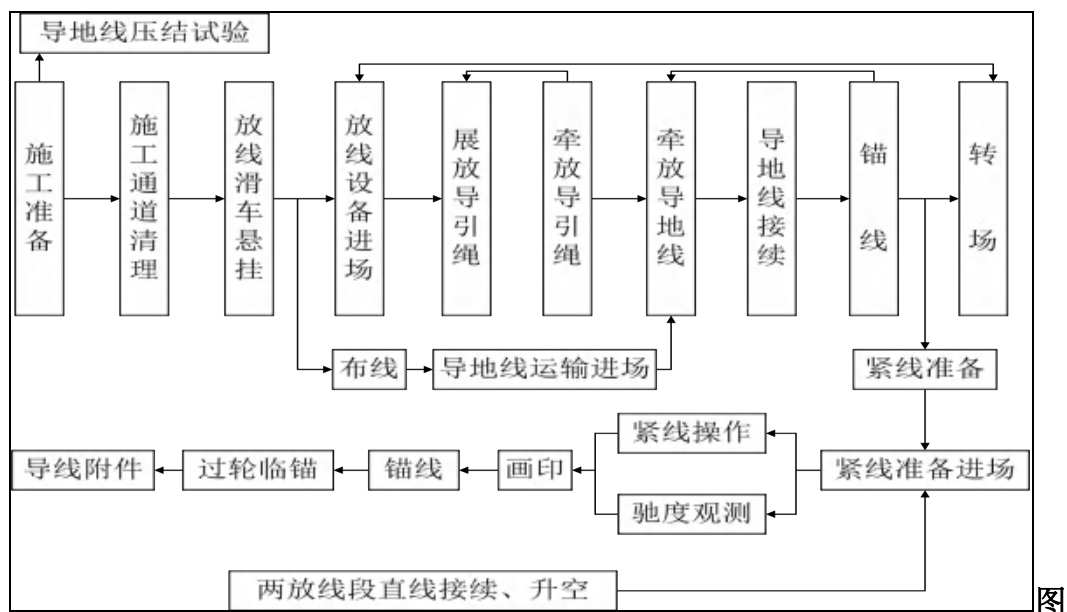 导地线压结试验
施工准备
施工通道清理
放线滑车悬挂
放线设备进场
展放导引绳
牵放导引绳
牵放导地线
导地线接续
锚线
转场
布线
导地线运输进场
紧线准备
紧线操作
导线附件
过轮临锚
锚线
画印
紧线准备进场
驰度观测
两放线段直线接续、升空
图